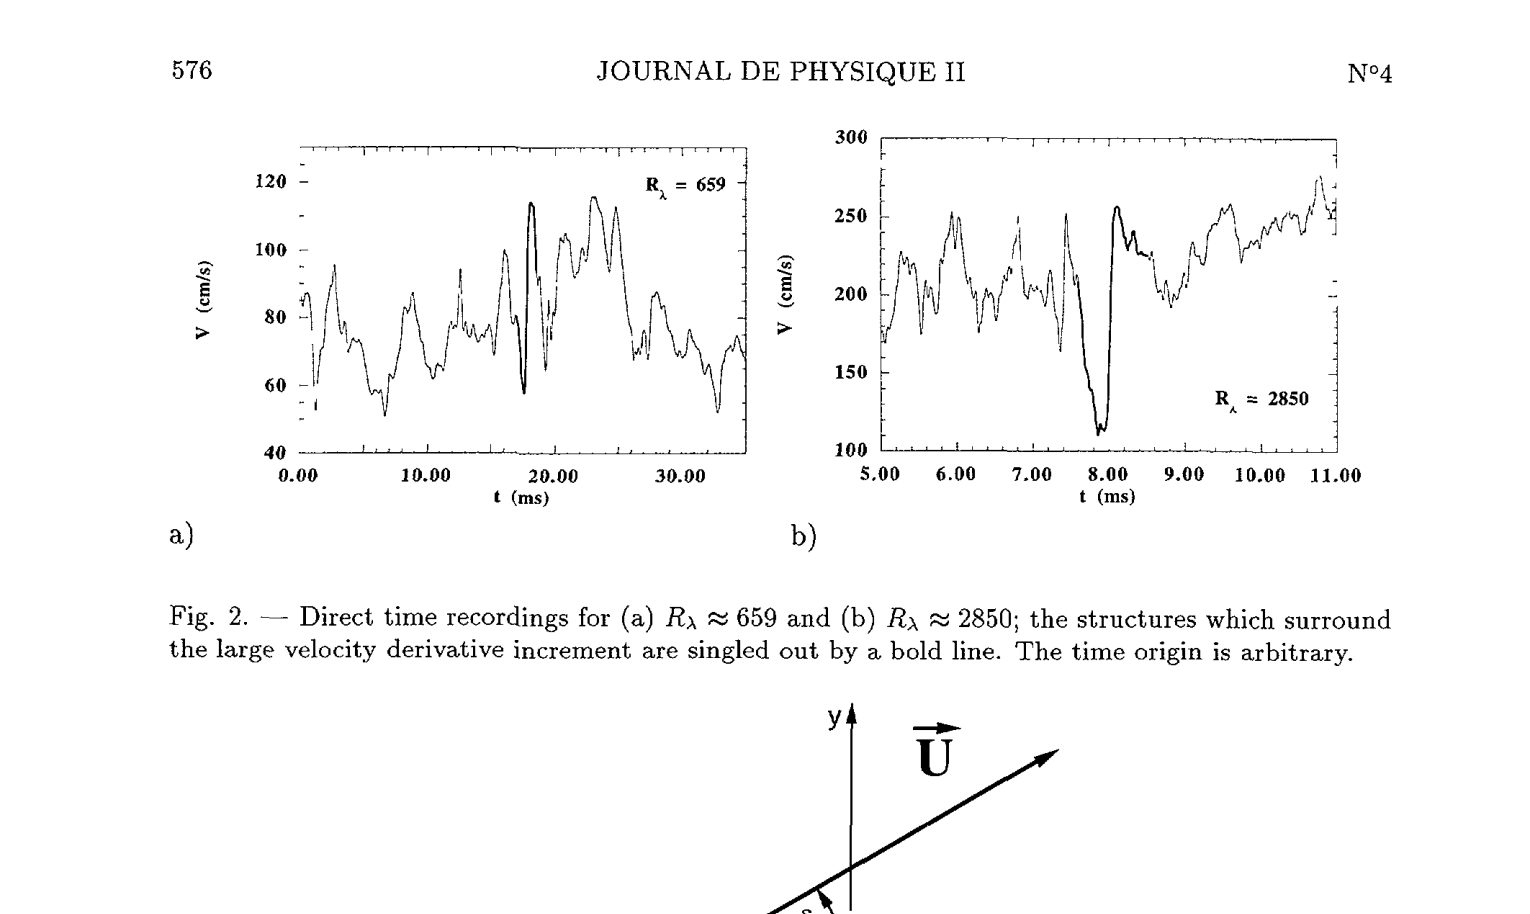 576
JOURNAL DE PHYSIQUE II
N°4
120
100
80
60
40
V (cm/s)
R_λ = 659
0.00 10.00 20.00 30.00
t (ms)
a)
300
250
200
150
100
V (cm/s)
R_λ = 2850
5.00 6.00 7.00 8.00 9.00 10.00 11.00
t (ms)
b)
Fig. 2. — Direct time recordings for (a) Rλ ≈ 659 and (b) Rλ ≈ 2850; the structures which surround
the large velocity derivative increment are singled out by a bold line. The time origin is arbitrary.
y
U